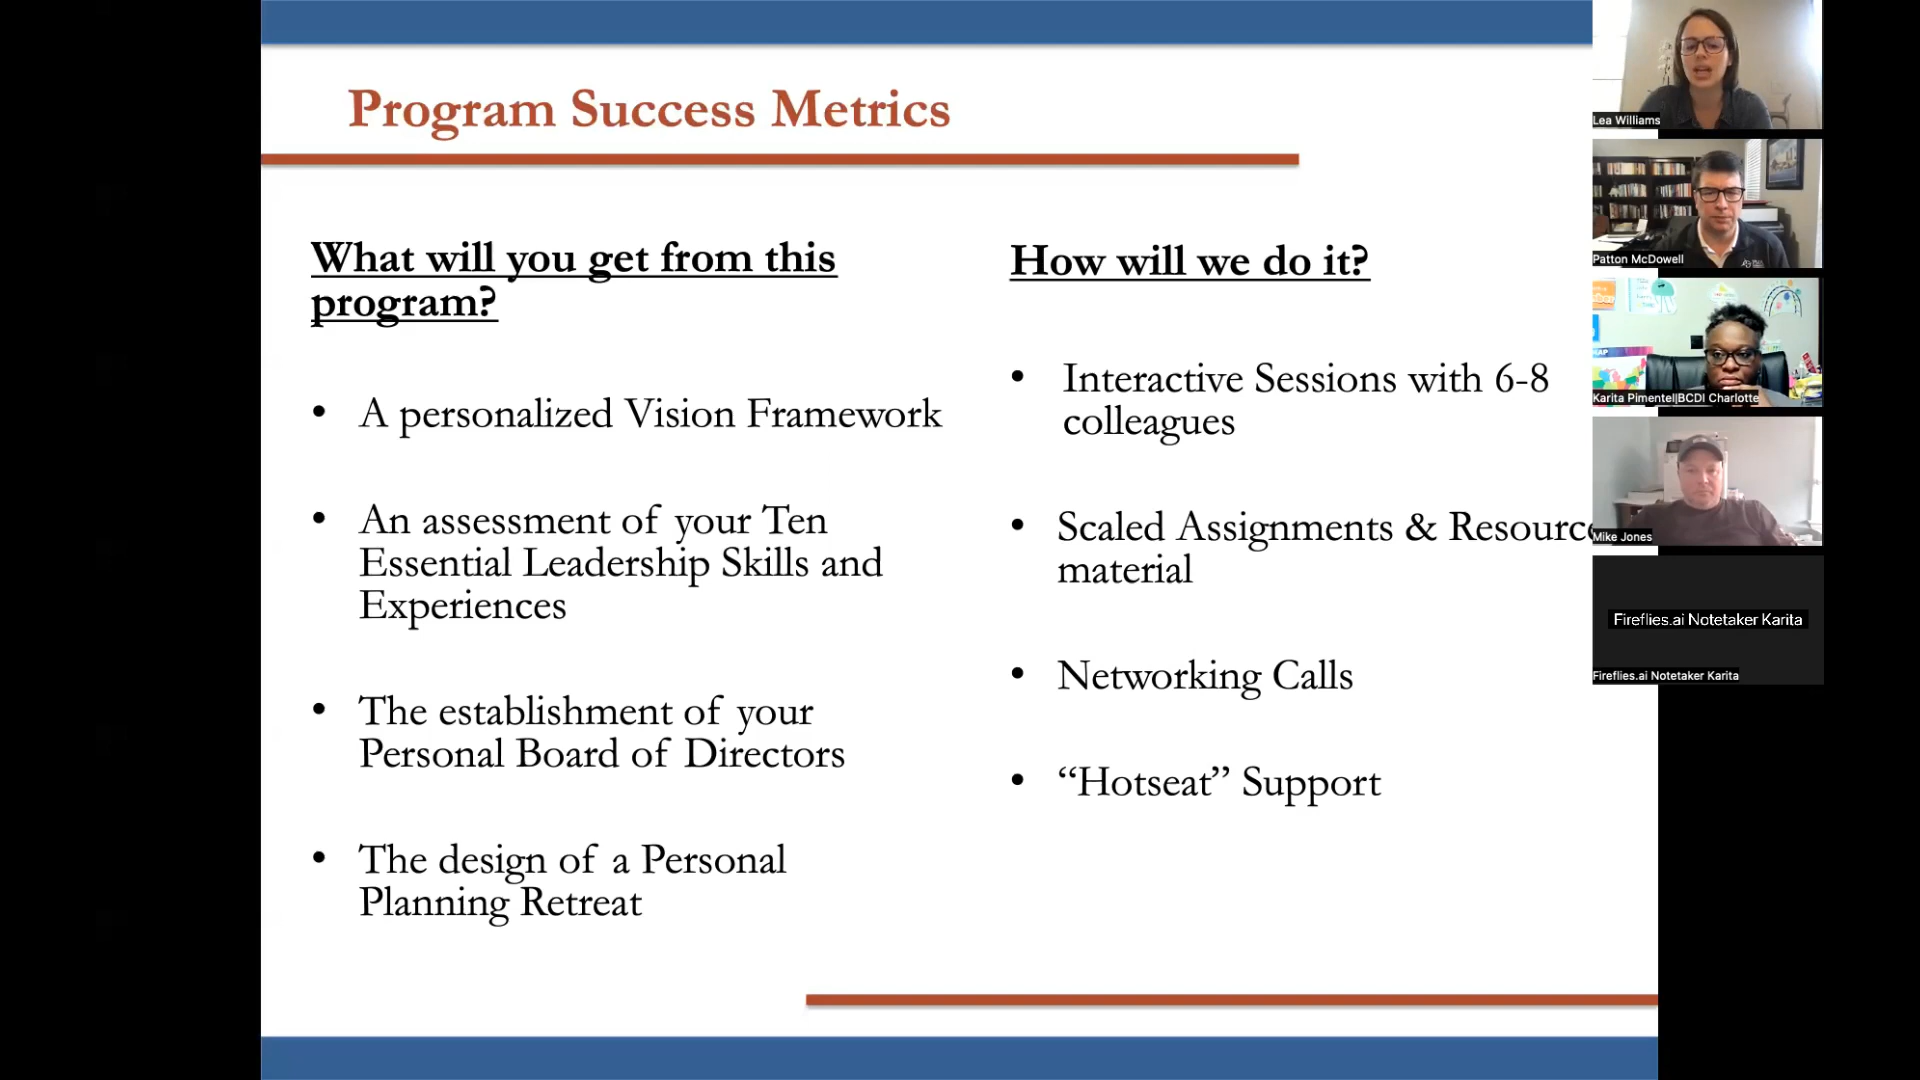 Program Success Metrics
What will you get from this
program?
• A personalized Vision Framework
• An assessment of your Ten
Essential Leadership Skills and
Experiences
• The establishment of your
Personal Board of Directors
• The design of a Personal
Planning Retreat
How will we do it?
• Interactive Sessions with 6-8
colleagues
• Scaled Assignments & Resource
material
• Networking Calls
• “Hotseat” Support
Lea Williams
Patton McDowell
Karita Pimentel|BCDI Charlotte
Mike Jones
Fireflies.ai Notetaker Karita
Fireflies.ai Notetaker Karita